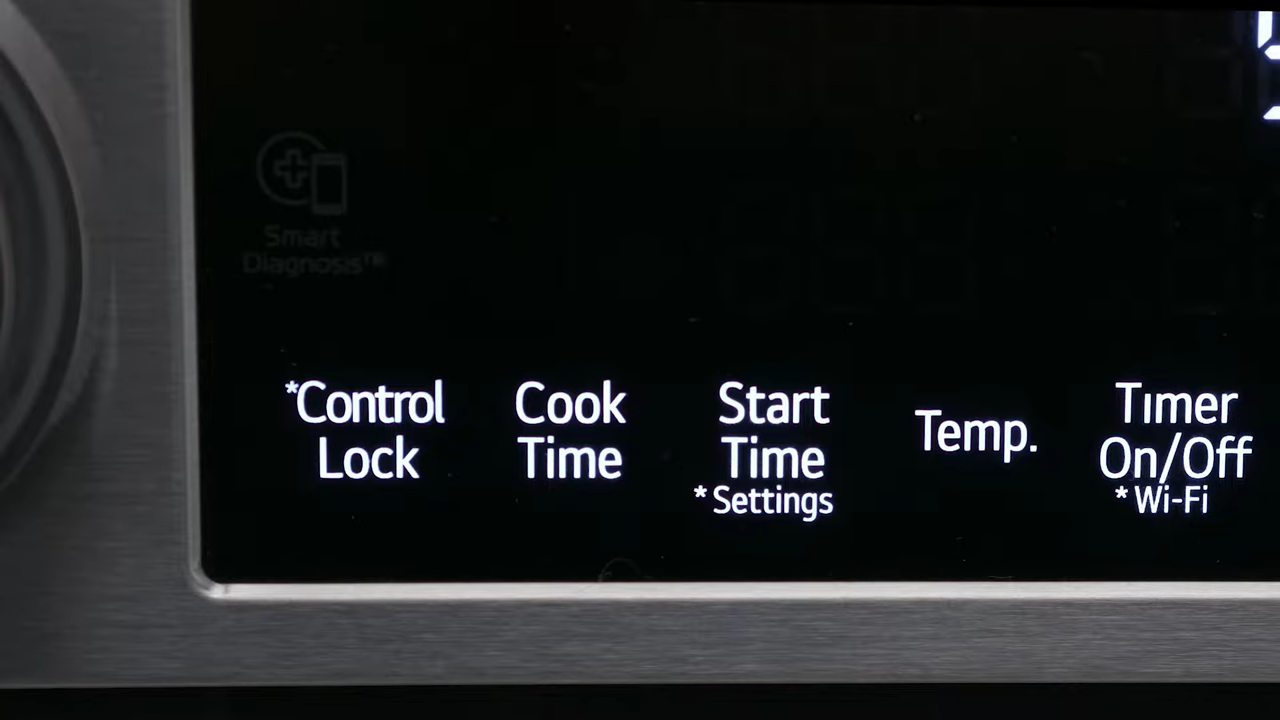 Smart
Diagnosis™
*Control
Lock
Cook
Time
Start
Time
*Settings
Temp.
Timer
On/Off
*Wi-Fi